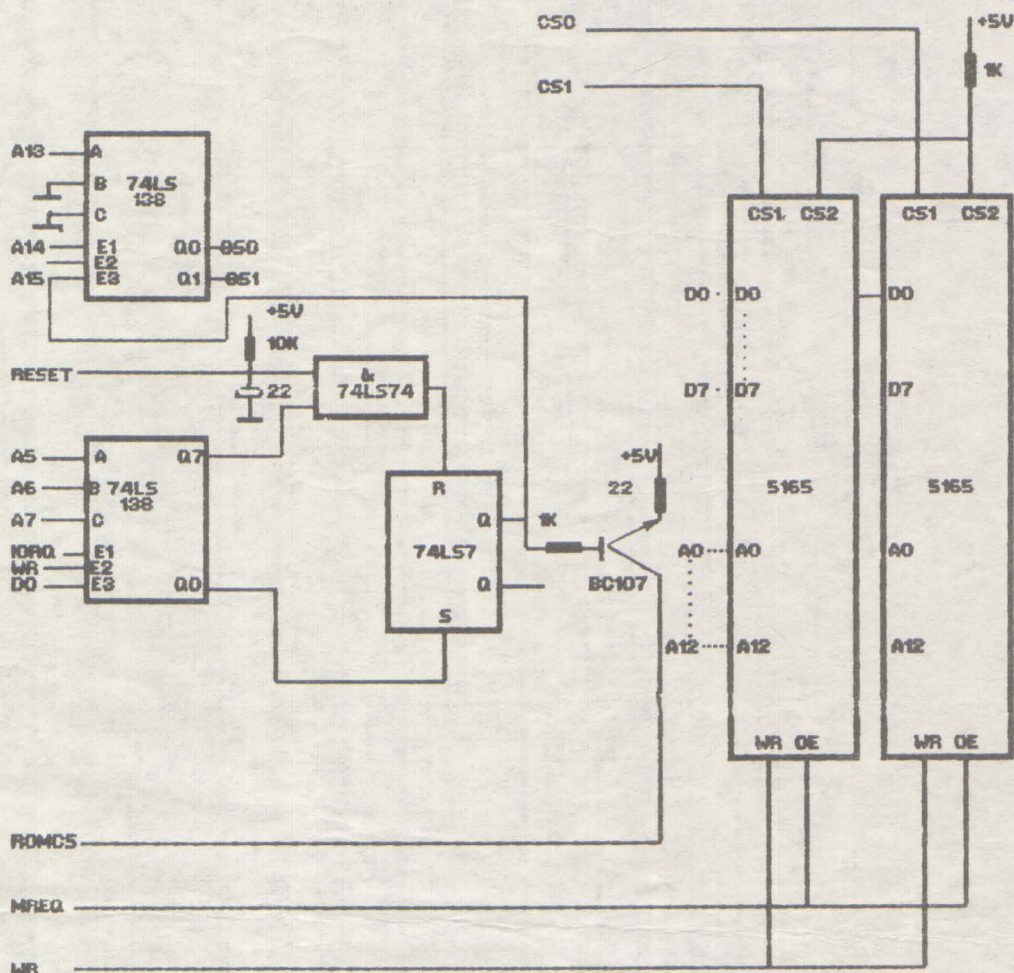 CS0
+5V
1K
CS1
A13
A
B
74LS
138
C
CS1 CS2
CS1 CS2
A14
E1
Q0
CS0
E2
A15
E3
Q1
CS1
D0
D0
D0
+5V
10K
RESET
&
74LS74
22
D7
D7
D7
A5
A
Q7
+5V
A6
B
74LS
138
R
22
5165
5165
A7
C
Q
1K
IORQ
E1
74LS7
A0
A0
A0
WR
E2
D0
E3
Q0
Q
BC107
S
A12
A12
A12
WR OE
WR OE
ROMCS
MREQ
WR